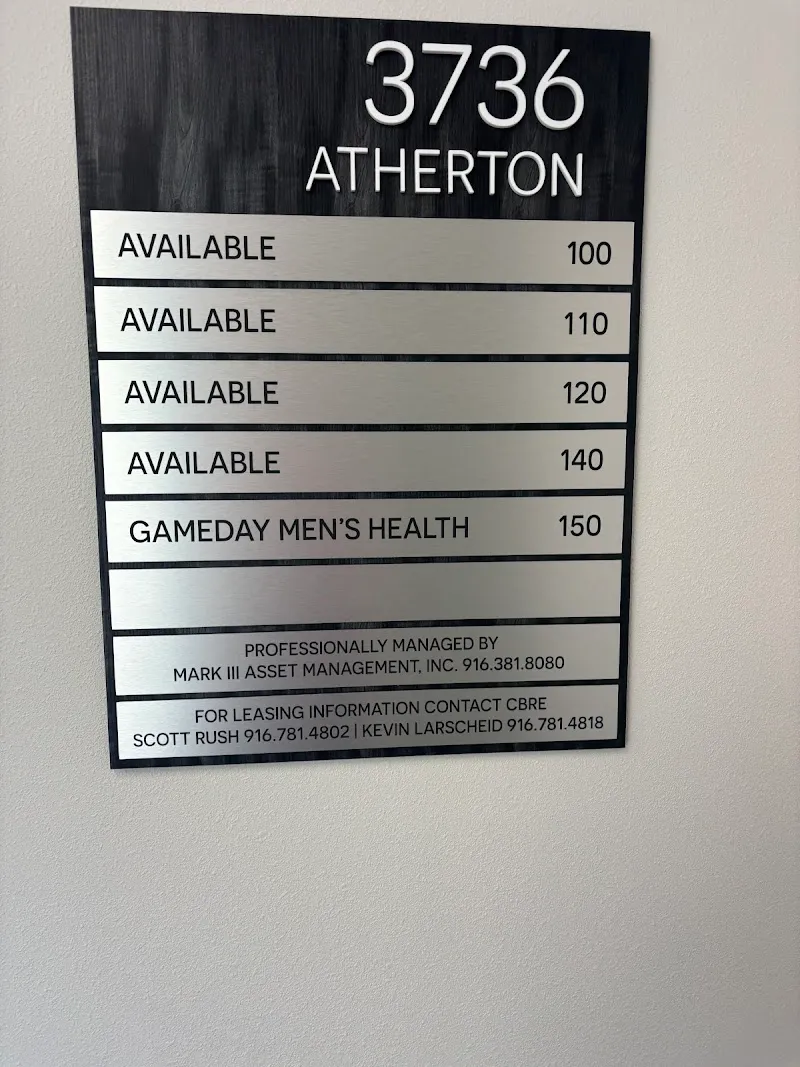 3736
ATHERTON
AVAILABLE 100
AVAILABLE 110
AVAILABLE 120
AVAILABLE 140
GAMEDAY MEN'S HEALTH 150
PROFESSIONALLY MANAGED BY
MARK III ASSET MANAGEMENT, INC. 916.381.8080
FOR LEASING INFORMATION CONTACT CBRE
SCOTT RUSH 916.781.4802 | KEVIN LARSCHEID 916.781.4818